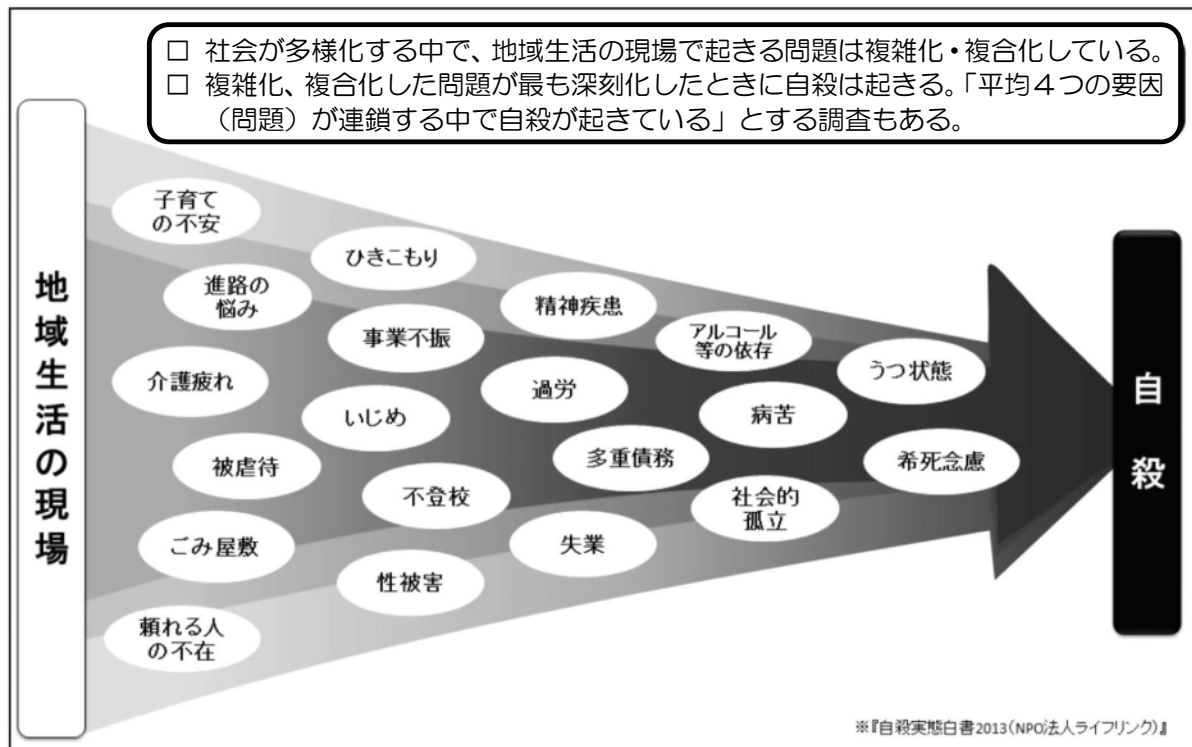 □ 社会が多様化する中で、地域生活の現場で起きる問題は複雑化・複合化している。
□ 複雑化、複合化した問題が最も深刻化したときに自殺は起きる。「平均４つの要因
（問題）が連鎖する中で自殺が起きている」とする調査もある。
地域生活の現場
子育て
の不安
ひきこもり
進路の
悩み
精神疾患
事業不振
アルコール
等の依存
うつ状態
介護疲れ
過労
いじめ
病苦
被虐待
多重債務
希死念慮
不登校
社会的
孤立
ごみ屋敷
失業
性被害
頼れる人
の不在
自殺
※『自殺実態白書2013（NPO法人ライフリンク）』